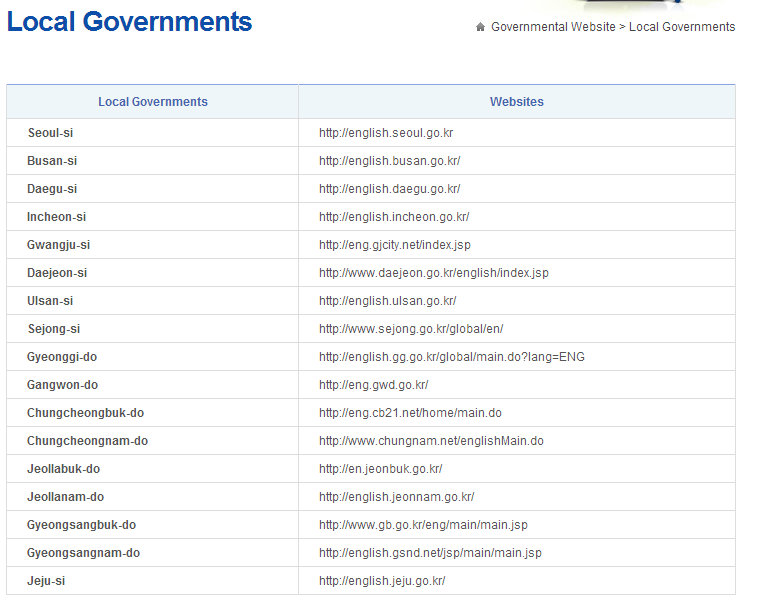 Local Governments
Governmental Website > Local Governments
Local Governments Websites
Seoul-si http://english.seoul.go.kr
Busan-si http://english.busan.go.kr/
Daegu-si http://english.daegu.go.kr/
Incheon-si http://english.incheon.go.kr/
Gwangju-si http://eng.gjcity.net/index.jsp
Daejeon-si http://www.daejeon.go.kr/english/index.jsp
Ulsan-si http://english.ulsan.go.kr/
Sejong-si http://www.sejong.go.kr/global/en/
Gyeonggi-do http://english.gg.go.kr/global/main.do?lang=ENG
Gangwon-do http://eng.gwd.go.kr/
Chungcheongbuk-do http://eng.cb21.net/home/main.do
Chungcheongnam-do http://www.chungnam.net/englishMain.do
Jeollabuk-do http://en.jeonbuk.go.kr/
Jeollanam-do http://english.jeonnam.go.kr/
Gyeongsangbuk-do http://www.gb.go.kr/eng/main/main.jsp
Gyeongsangnam-do http://english.gsnd.net/jsp/main/main.jsp
Jeju-si http://english.jeju.go.kr/